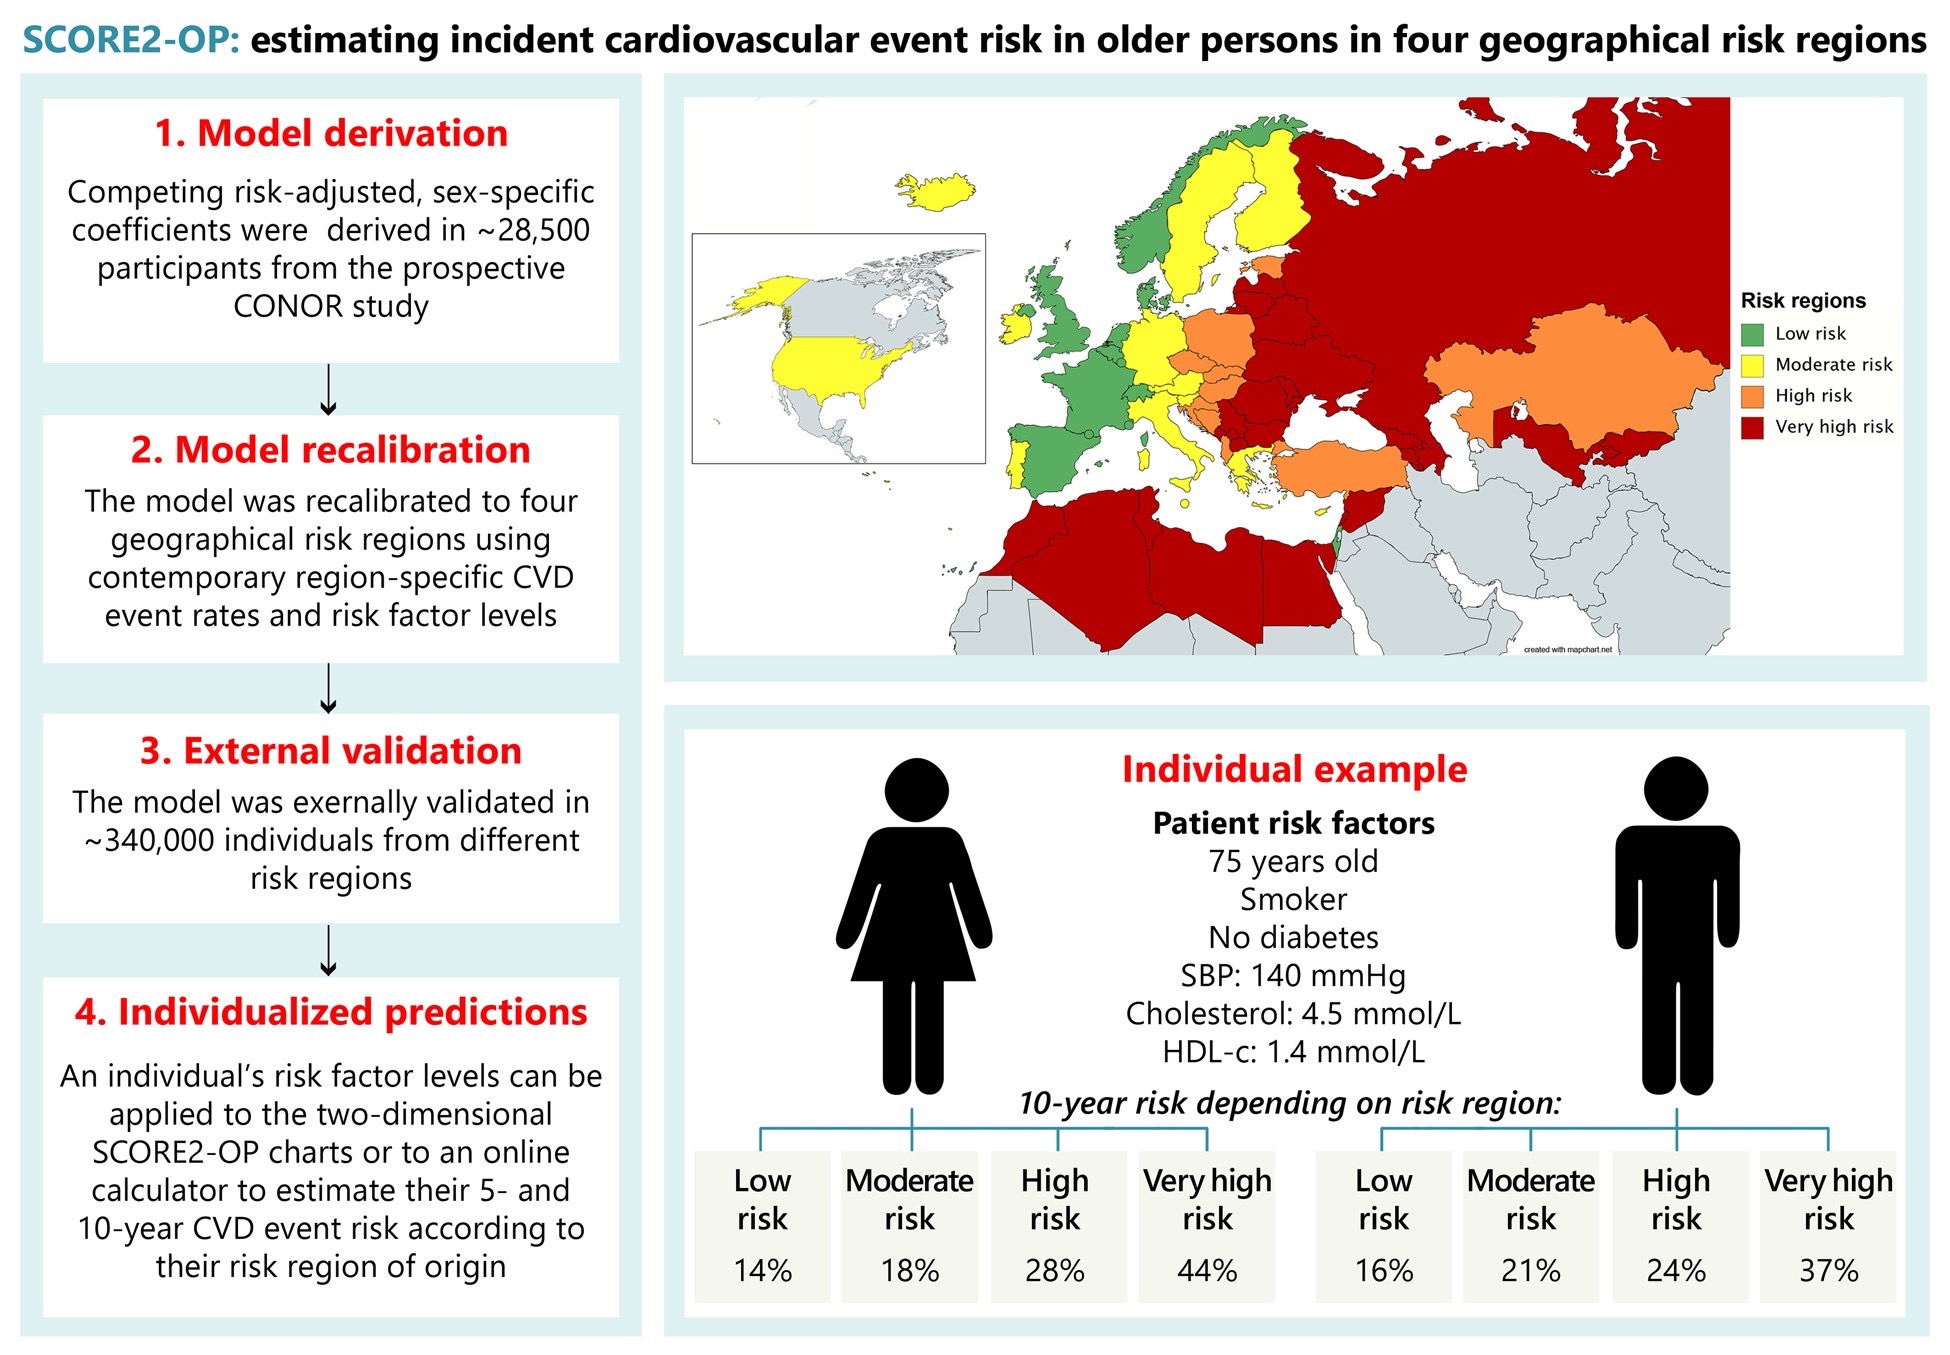 SCORE2-OP: estimating incident cardiovascular event risk in older persons in four geographical risk regions
1. Model derivation
Competing risk-adjusted, sex-specific
coefficients were derived in ~28,500
participants from the prospective
CONOR study
2. Model recalibration
The model was recalibrated to four
geographical risk regions using
contemporary region-specific CVD
event rates and risk factor levels
3. External validation
The model was exernally validated in
~340,000 individuals from different
risk regions
4. Individualized predictions
An individual's risk factor levels can be
applied to the two-dimensional
SCORE2-OP charts or to an online
calculator to estimate their 5- and
10-year CVD event risk according to
their risk region of origin
Risk regions
Low risk
Moderate risk
High risk
Very high risk
created with mapchart.net
Individual example
Patient risk factors
75 years old
Smoker
No diabetes
SBP: 140 mmHg
Cholesterol: 4.5 mmol/L
HDL-c: 1.4 mmol/L
10-year risk depending on risk region:
Low
risk
14%
Moderate
risk
18%
High
risk
28%
Very high
risk
44%
Low
risk
16%
Moderate
risk
21%
High
risk
24%
Very high
risk
37%